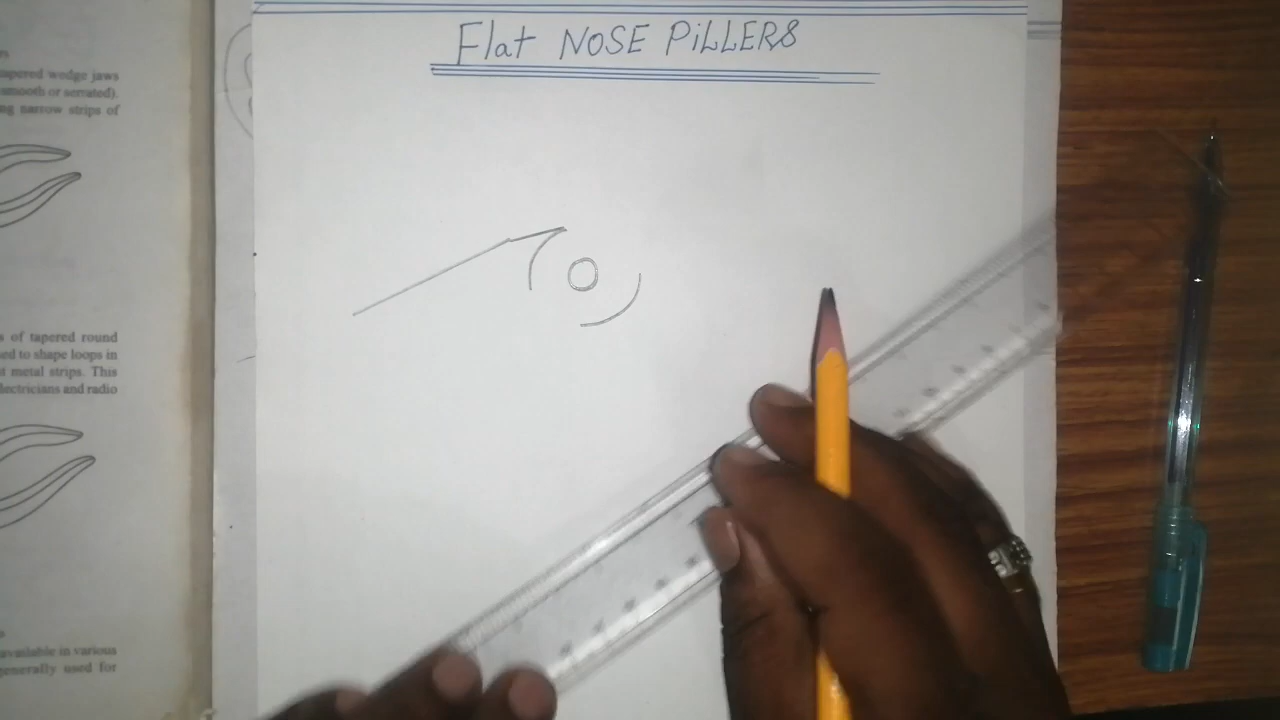 Flat NOSE PiLLERS
tapered wedge jaws
smooth or serrated).
ng narrow strips of
s of tapered round
ed to shape loops in
t metal strips. This
lectricians and radio
available in various
generally used for